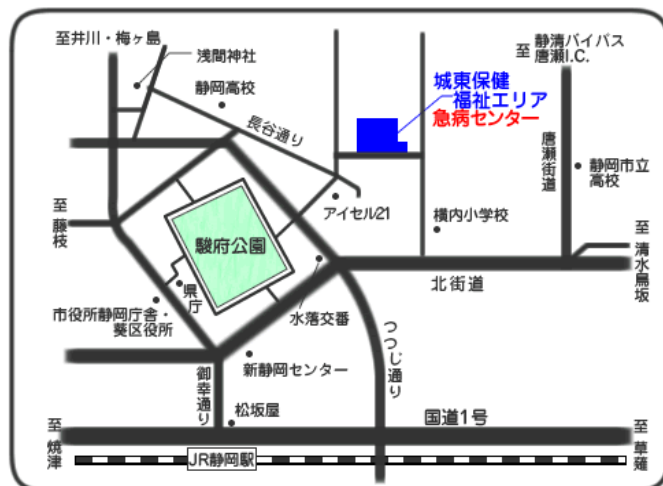 至井川・梅ヶ島
浅間神社
静岡高校
長谷通り
至
静清バイパス
唐瀬I.C.
城東保健
福祉エリア
急病センター
唐瀬街道
静岡市立
高校
アイセル21
横内小学校
至藤枝
駿府公園
至清水鳥坂
北街道
県庁
市役所静岡庁舎・
葵区役所
水落交番
つつじ通り
新静岡センター
御幸通り
松坂屋
国道1号
至焼津
JR静岡駅
至草薙